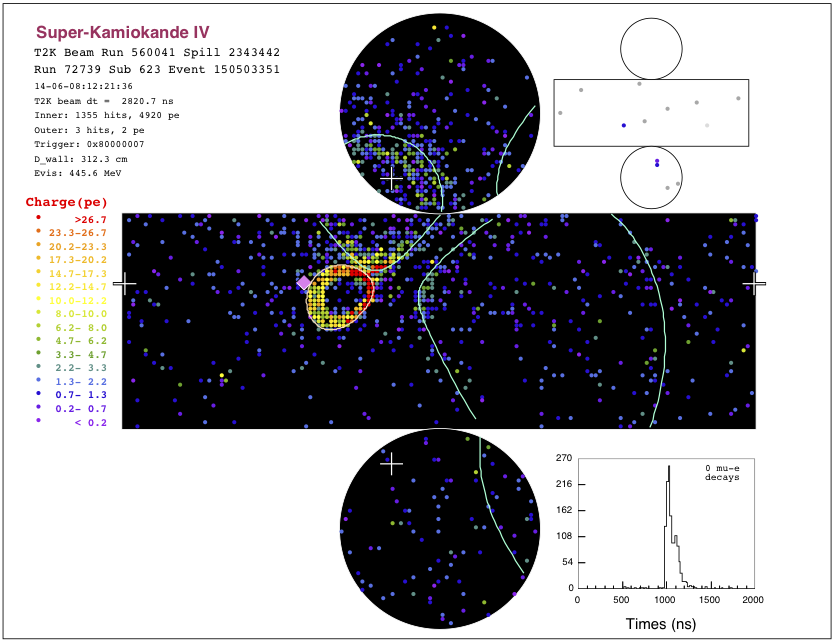 Super-Kamiokande IV
T2K Beam Run 560041 Spill 2343442
Run 72739 Sub 623 Event 150503351
14-06-08:12:21:36
T2K beam dt = 2820.7 ns
Inner: 1355 hits, 4920 pe
Outer: 3 hits, 2 pe
Trigger: 0x80000007
D_wall: 312.3 cm
Evis: 445.6 MeV
Charge(pe)
>26.7
23.3-26.7
20.2-23.3
17.3-20.2
14.7-17.3
12.2-14.7
10.0-12.2
8.0-10.0
6.2- 8.0
4.7- 6.2
3.3- 4.7
2.2- 3.3
1.3- 2.2
0.7- 1.3
0.2- 0.7
< 0.2
0 mu-e
decays
270
216
162
108
54
0
0 500 1000 1500 2000
Times (ns)